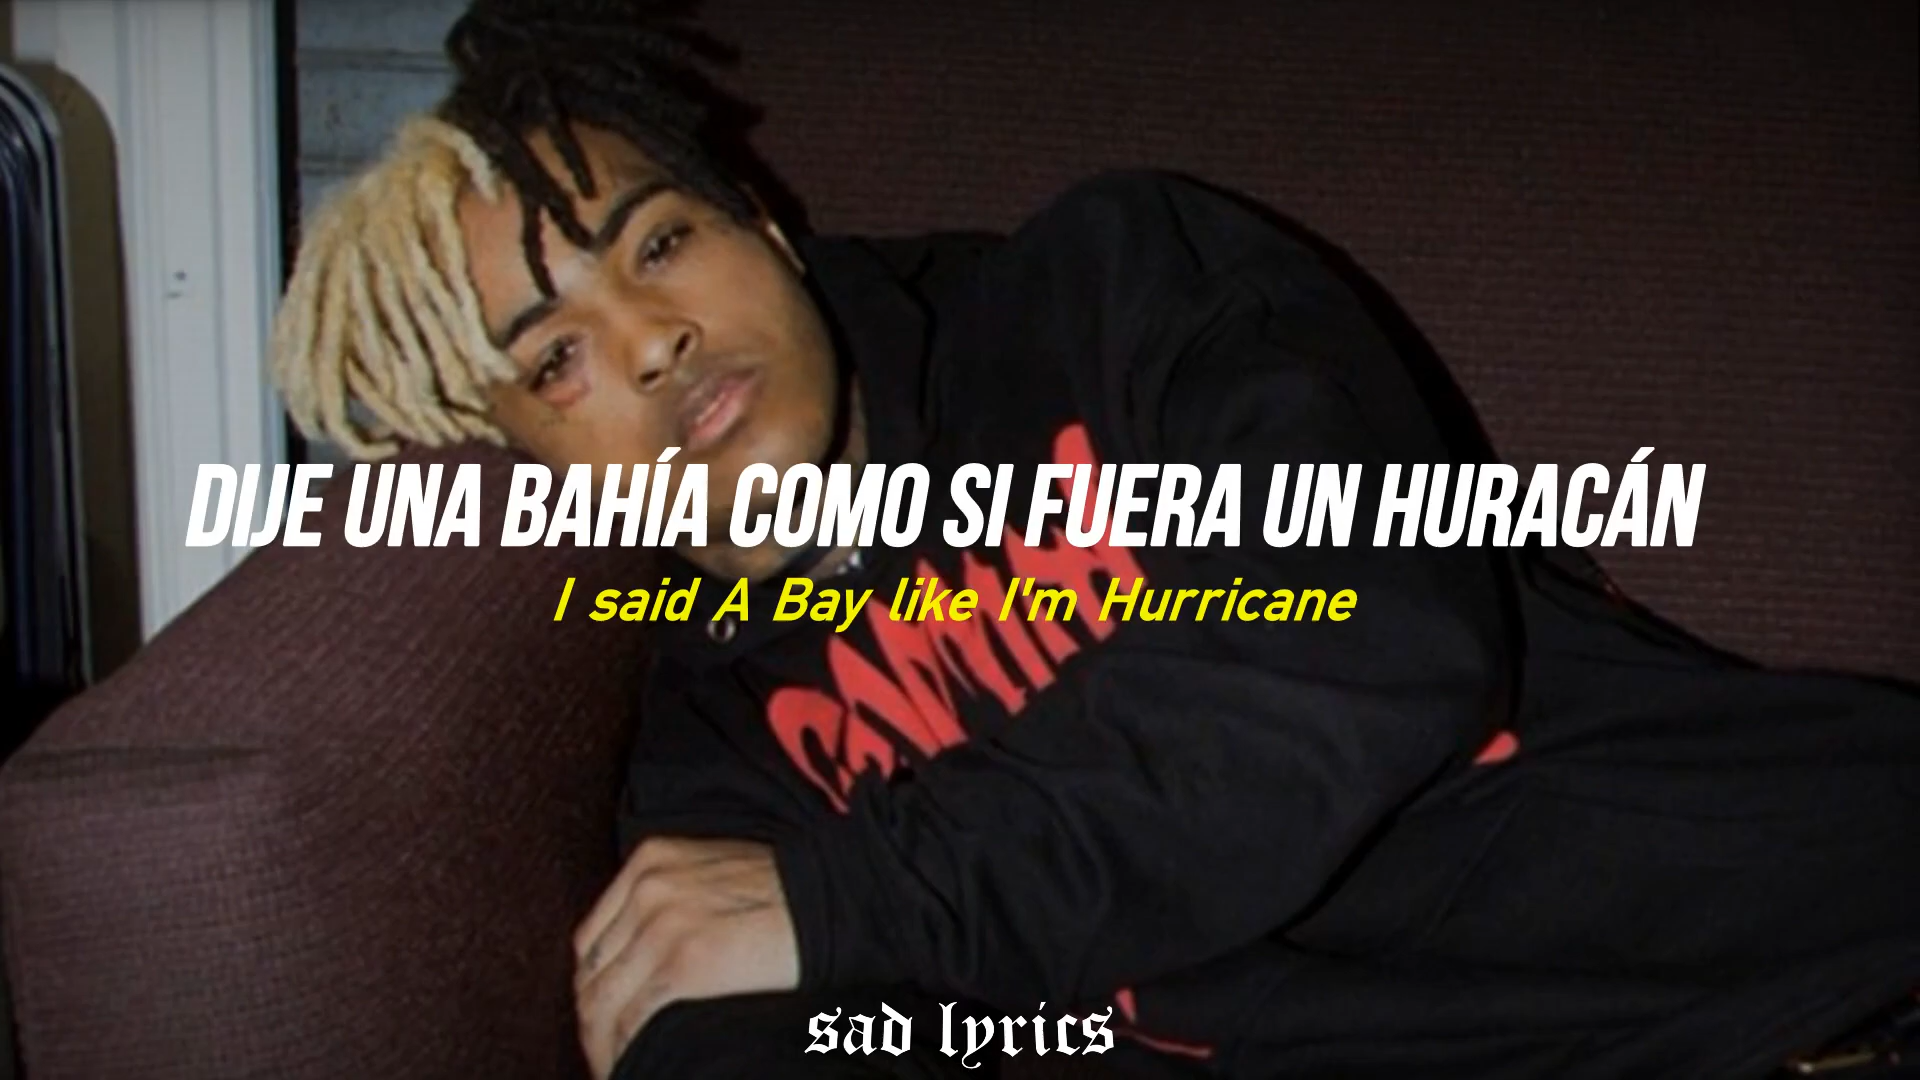 DIJE UNA BAHÍA COMO SI FUERA UN HURACÁN
I said A Bay like I'm Hurricane
sad lyrics